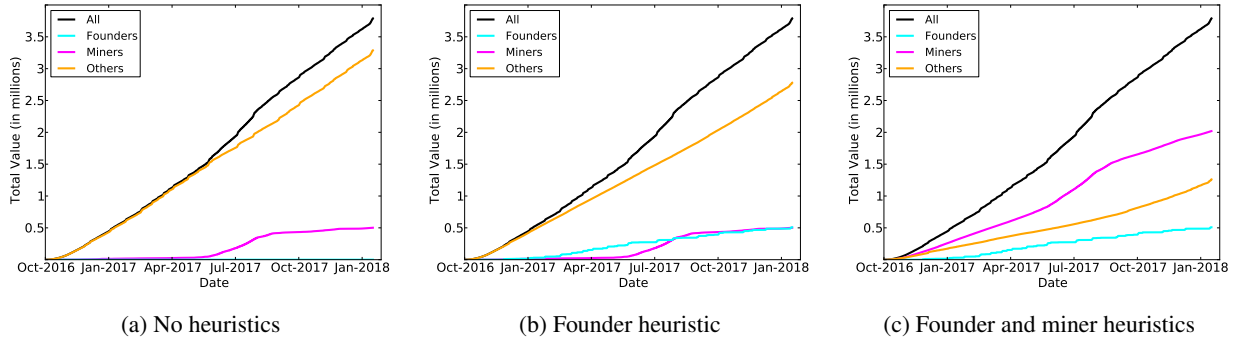 All
Founders
Miners
Others
3.5
3
2.5
2
1.5
1
0.5
Total Value (in millions)
Oct-2016 Jan-2017 Apr-2017 Jul-2017 Oct-2017 Jan-2018
Date
(a) No heuristics
All
Founders
Miners
Others
3.5
3
2.5
2
1.5
1
0.5
Total Value (in millions)
Oct-2016 Jan-2017 Apr-2017 Jul-2017 Oct-2017 Jan-2018
Date
(b) Founder heuristic
All
Founders
Miners
Others
3.5
3
2.5
2
1.5
1
0.5
Total Value (in millions)
Oct-2016 Jan-2017 Apr-2017 Jul-2017 Oct-2017 Jan-2018
Date
(c) Founder and miner heuristics